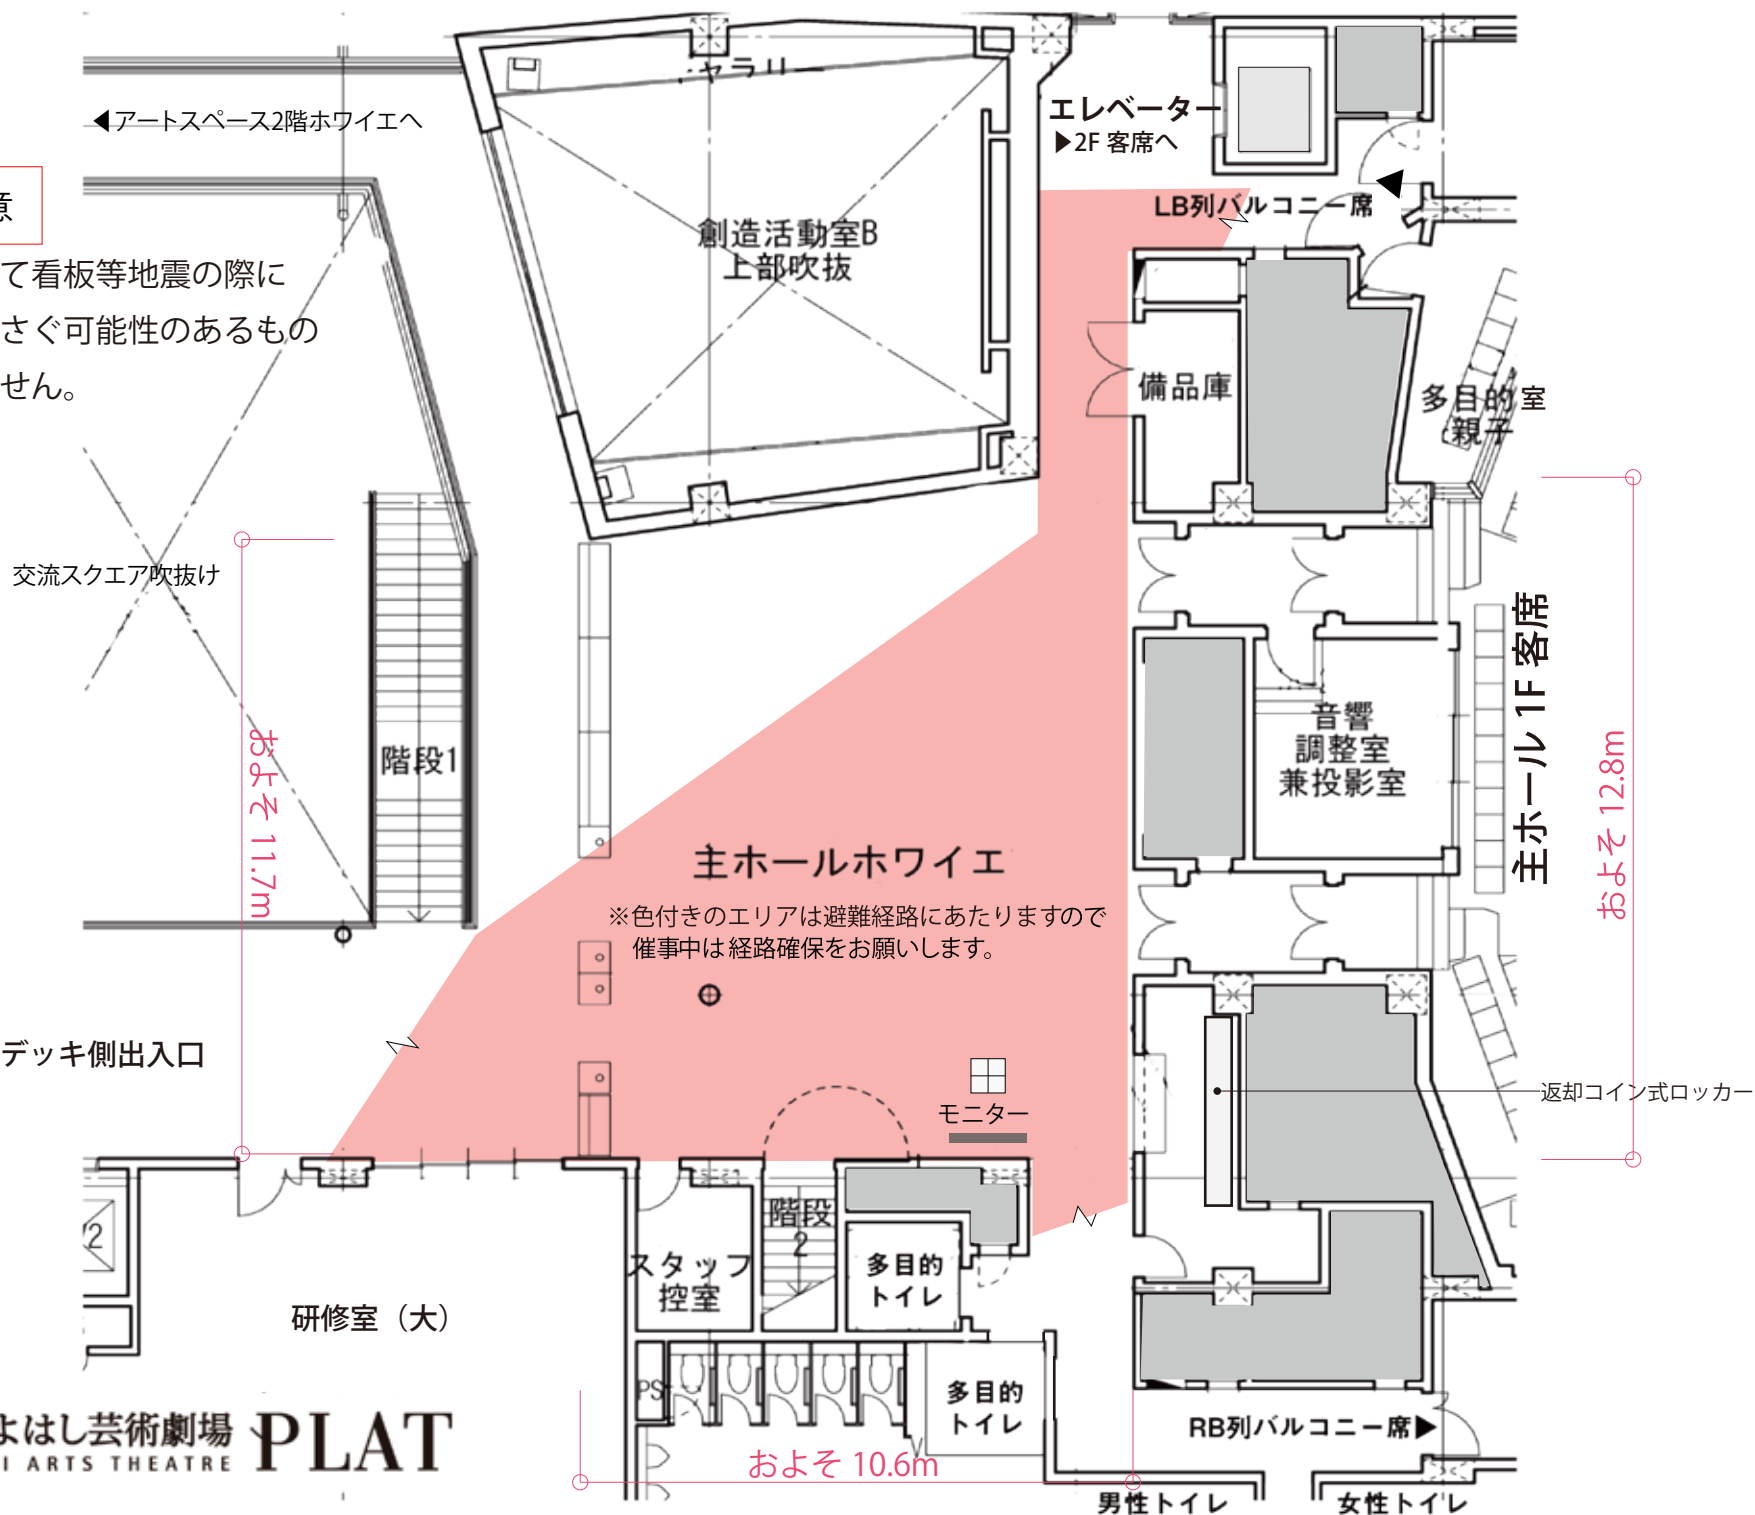 ャラリー
◀アートスペース2階ホワイエへ
エレベーター
▶2F 客席へ
意
LB列バルコニー席
創造活動室B
上部吹抜
て看板等地震の際に
さぐ可能性のあるもの
せん。
備品庫
多目的室
親子
交流スクエア吹抜け
主ホール 1F 客席
音響
調整室
兼投影室
階段1
およそ 11.7m
およそ 12.8m
主ホールホワイエ
※色付きのエリアは避難経路にあたりますので
催事中は経路確保をお願いします。
デッキ側出入口
モニター
返却コイン式ロッカー
階段
2
2
スタッフ
控室
多目的
トイレ
研修室（大）
PS
多目的
トイレ
RB列バルコニー席▶
よはし芸術劇場 PLAT
I ARTS THEATRE
およそ 10.6m
男性トイレ
女性トイレ